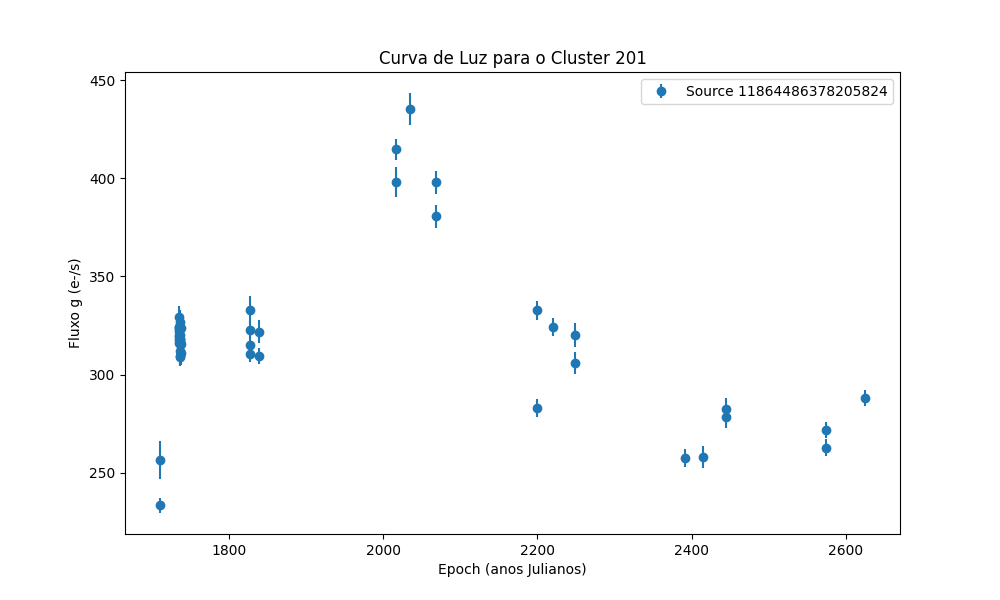 Curva de Luz para o Cluster 201
Source 11864486378205824
450
400
350
300
250
Fluxo g (e-/s)
1800 2000 2200 2400 2600
Epoch (anos Julianos)